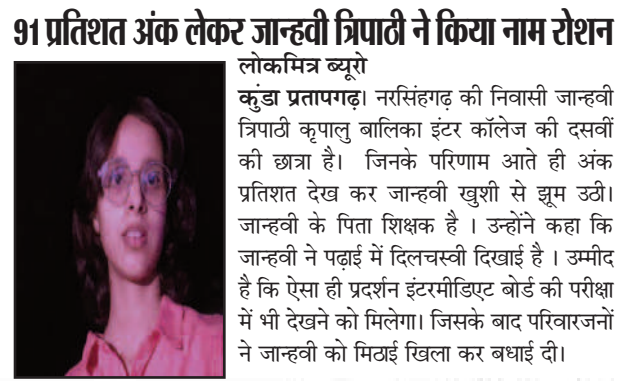 91 प्रतिशत अंक लेकर जान्हवी त्रिपाठी ने किया नाम रोशन
लोकमित्र ब्यूरो
कुंडा प्रतापगढ़। नरसिंहगढ़ की निवासी जान्हवी
त्रिपाठी कृपालु बालिका इंटर कॉलेज की दसवीं
की छात्रा है। जिनके परिणाम आते ही अंक
प्रतिशत देख कर जान्हवी खुशी से झूम उठी।
जान्हवी के पिता शिक्षक है । उन्होंने कहा कि
जान्हवी ने पढ़ाई में दिलचस्वी दिखाई है । उम्मीद
है कि ऐसा ही प्रदर्शन इंटरमीडिएट बोर्ड की परीक्षा
में भी देखने को मिलेगा। जिसके बाद परिवारजनों
ने जान्हवी को मिठाई खिला कर बधाई दी।